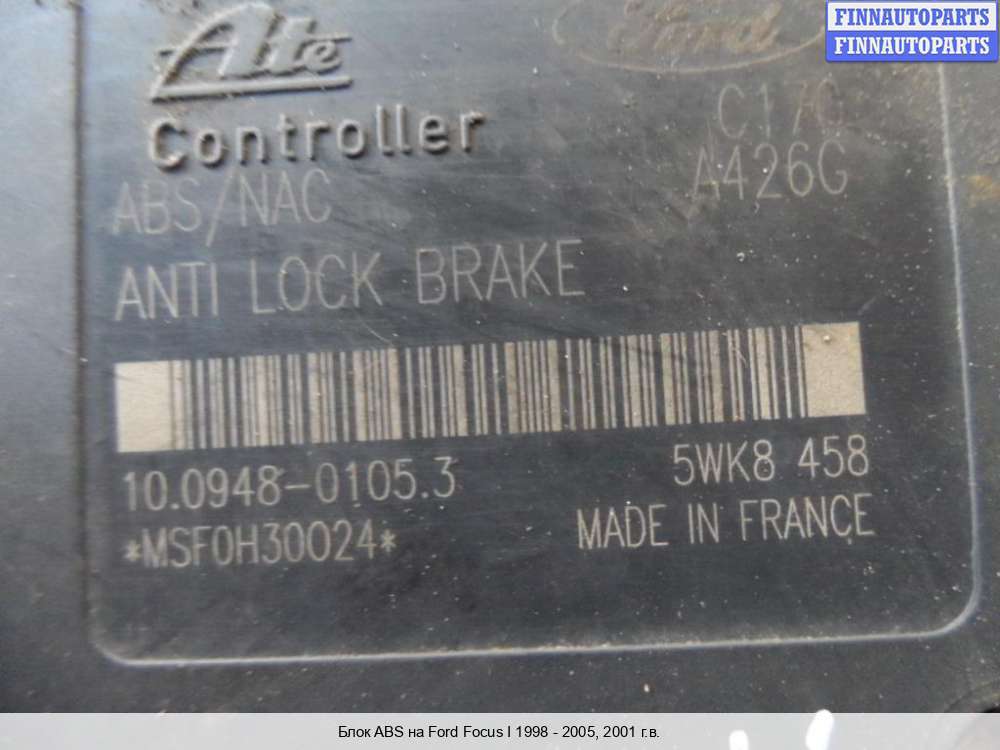 FINNAUTOPARTS
FINNAUTOPARTS
Ate
Ford
Controller
C170
ABS/NAC
A426G
ANTI LOCK BRAKE
10.0948-0105.3
5WK8 458
*MSF0H30024*
MADE IN FRANCE
Блок ABS на Ford Focus I 1998 - 2005, 2001 г.в.